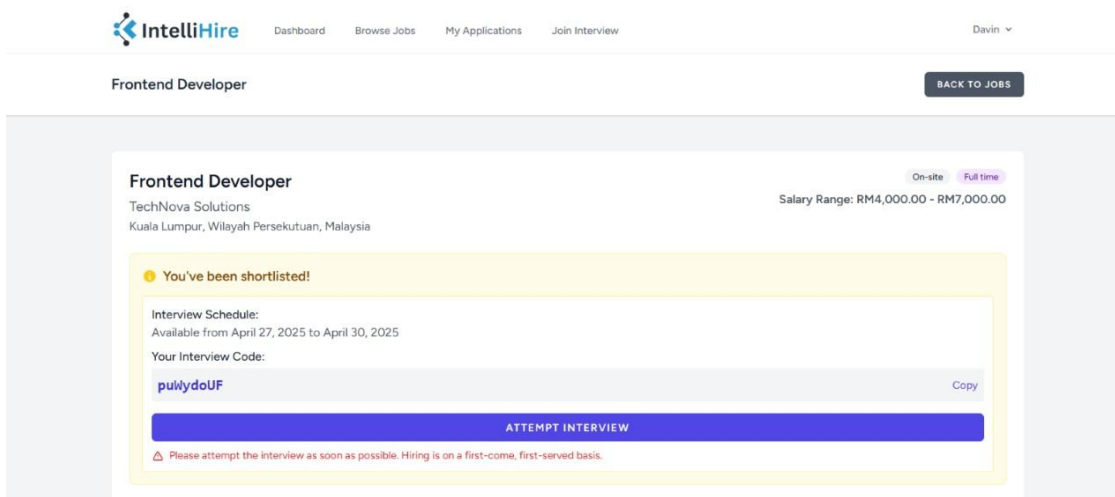 IntelliHire Dashboard Browse Jobs My Applications Join Interview Davin
Frontend Developer BACK TO JOBS
Frontend Developer On-site Full time
TechNova Solutions Salary Range: RM4,000.00 - RM7,000.00
Kuala Lumpur, Wilayah Persekutuan, Malaysia
You've been shortlisted!
Interview Schedule:
Available from April 27, 2025 to April 30, 2025
Your Interview Code:
puWydoUF Copy
ATTEMPT INTERVIEW
Please attempt the interview as soon as possible. Hiring is on a first-come, first-served basis.